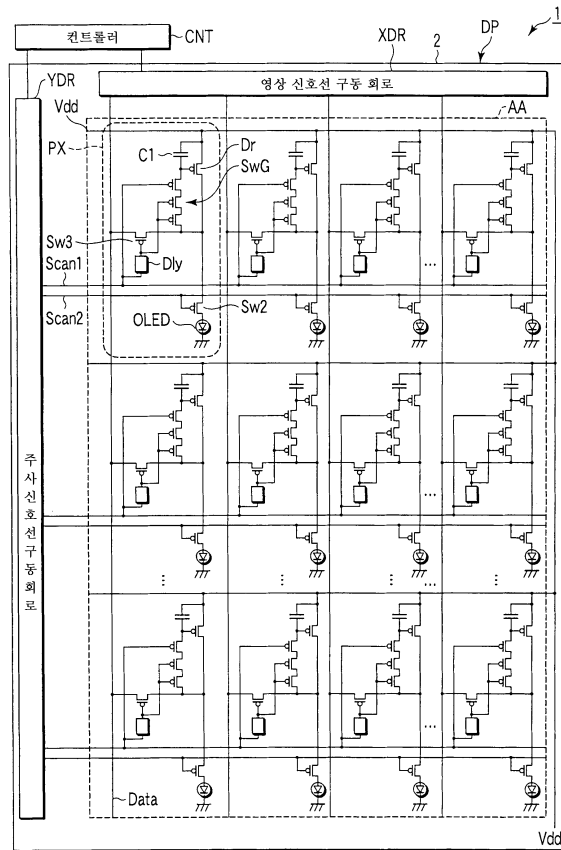 1
컨트롤러
CNT
XDR
2
DP
YDR
영상 신호선 구동 회로
Vdd
AA
PX
C1
Dr
SwG
Sw3
Dly
Scan1
Scan2
OLED
Sw2
주사신호선구동회로
Data
Vdd